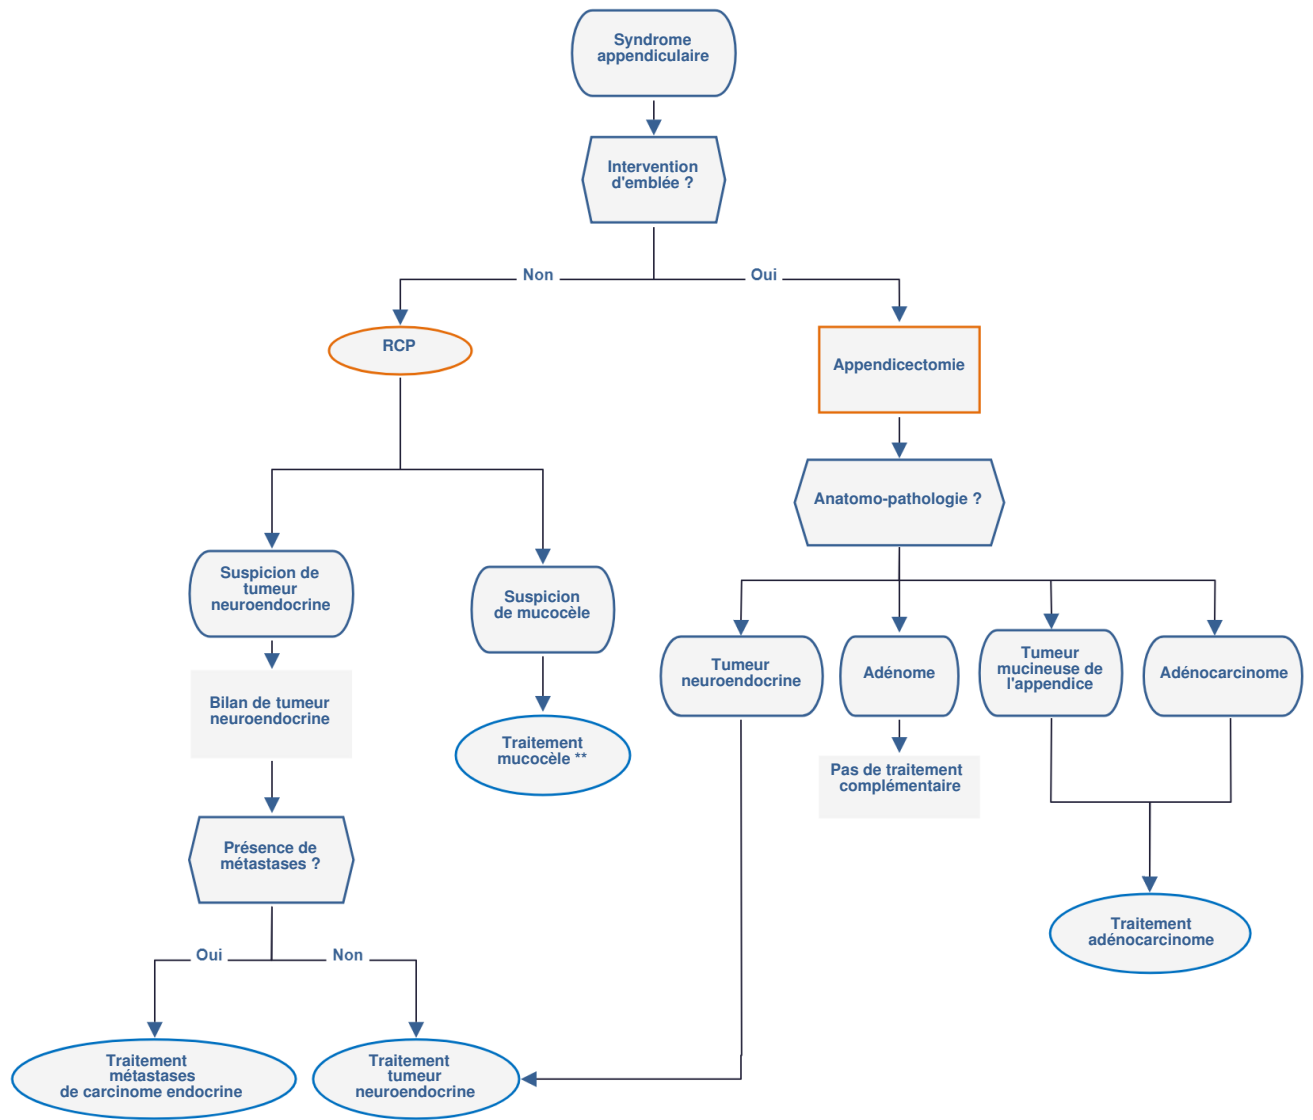 Syndrome
appendiculaire
Intervention
d'emblée ?
Non
Oui
RCP
Appendicectomie
Anatomo-pathologie ?
Suspicion de
tumeur
neuroendocrine
Suspicion
de mucocèle
Tumeur
neuroendocrine
Adénome
Tumeur
mucineuse de
l'appendice
Adénocarcinome
Bilan de tumeur
neuroendocrine
Traitement
mucocèle **
Pas de traitement
complémentaire
Présence de
métastases ?
Traitement
adénocarcinome
Oui
Non
Traitement
métastases
de carcinome endocrine
Traitement
tumeur
neuroendocrine